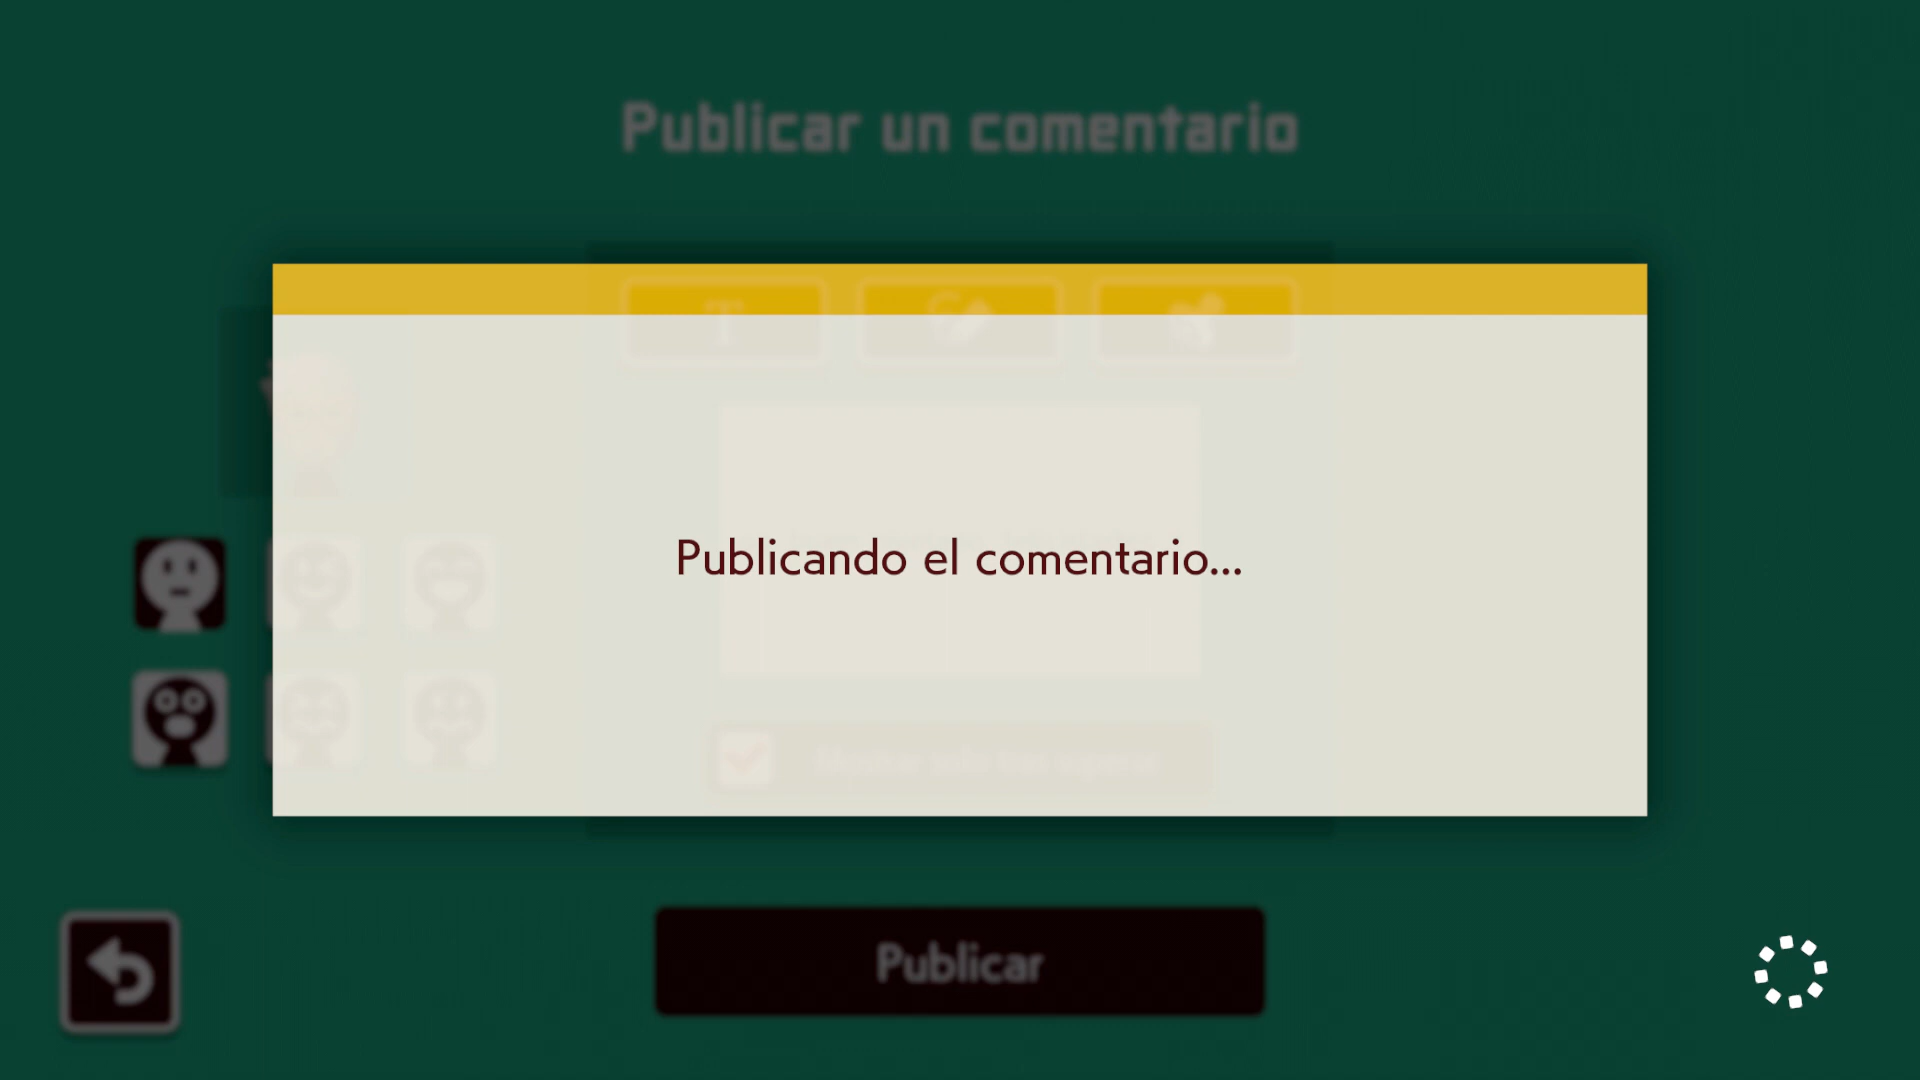 Publicar un comentario
T
Publicando el comentario...
Publicar